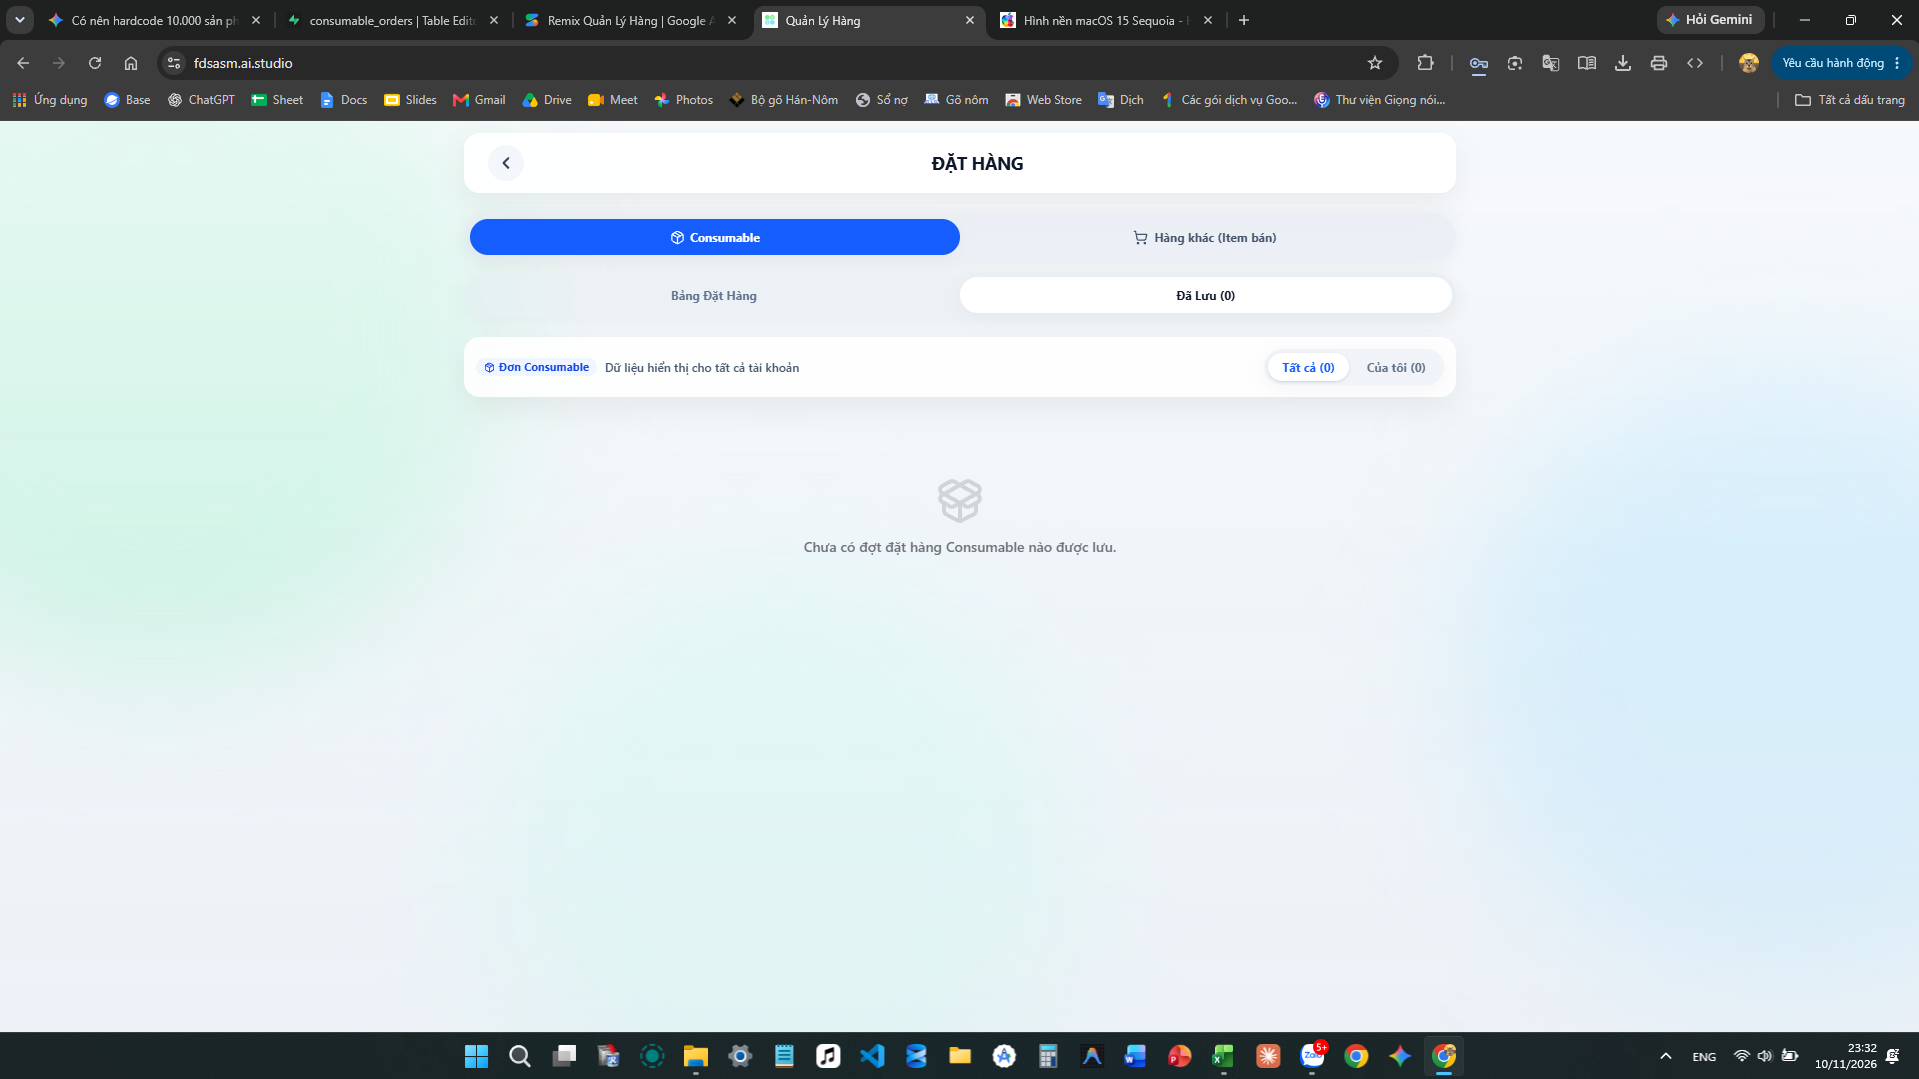 Có nên hardcode 10.000 sản ph
consumable_orders | Table Edito
Remix Quản Lý Hàng | Google A
Quản Lý Hàng
Hình nền macOS 15 Sequoia - H
Hỏi Gemini
fdsasm.ai.studio
Yêu cầu hành động
Ứng dụng
Base
ChatGPT
Sheet
Docs
Slides
Gmail
Drive
Meet
Photos
Bộ gõ Hán-Nôm
Sổ nợ
Gõ nôm
Web Store
Dịch
Các gói dịch vụ Goo...
Thư viện Giọng nói...
Tất cả dấu trang
ĐẶT HÀNG
Consumable
Hàng khác (Item bán)
Bảng Đặt Hàng
Đã Lưu (0)
Đơn Consumable
Dữ liệu hiển thị cho tất cả tài khoản
Tất cả (0)
Của tôi (0)
Chưa có đợt đặt hàng Consumable nào được lưu.
Zalo
5+
ENG
23:32
10/11/2026